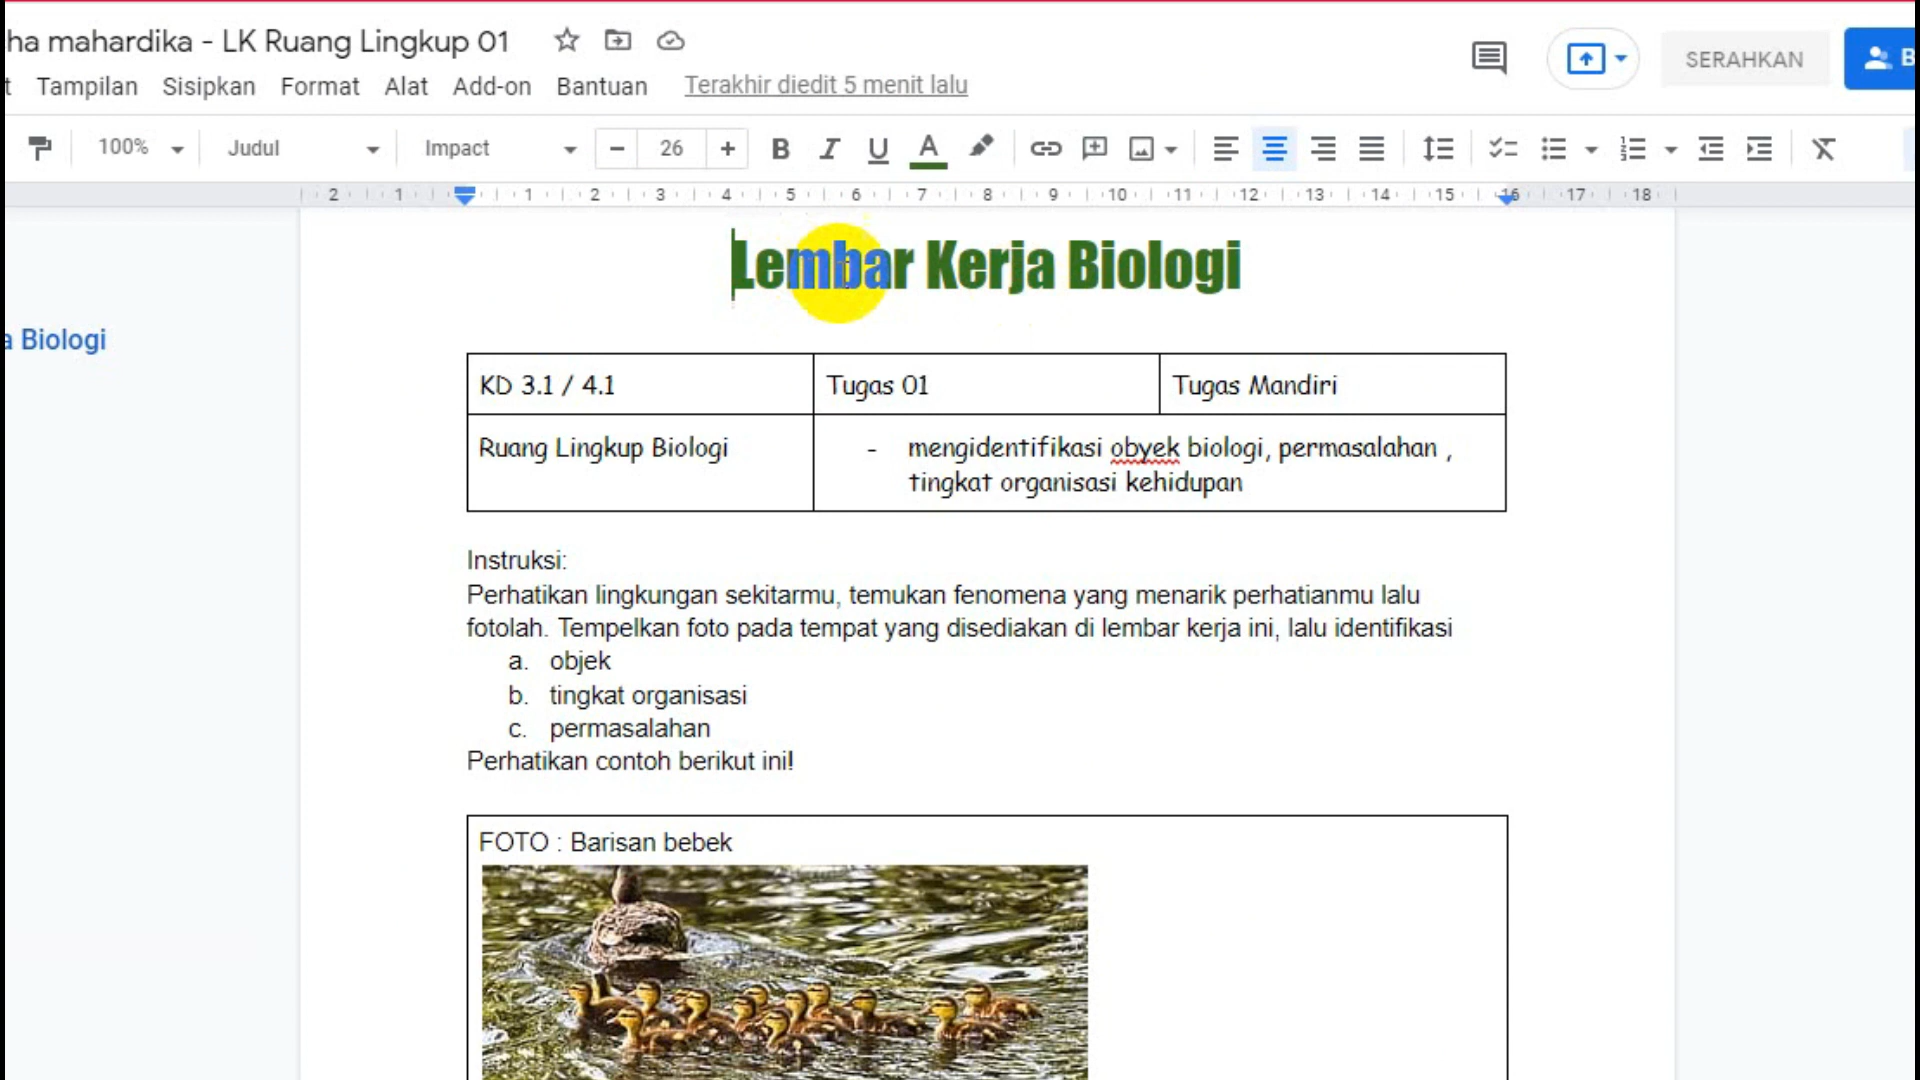 ha mahardika - LK Ruang Lingkup 01
t Tampilan Sisipkan Format Alat Add-on Bantuan Terakhir diedit 5 menit lalu
SERAHKAN
B
100% Judul Impact - 26 + B I U A
2 1 1 2 3 4 5 6 7 8 9 10 11 12 13 14 15 16 17 18
Lembar Kerja Biologi
a Biologi
KD 3.1 / 4.1 Tugas 01 Tugas Mandiri
Ruang Lingkup Biologi - mengidentifikasi obyek biologi, permasalahan ,
tingkat organisasi kehidupan
Instruksi:
Perhatikan lingkungan sekitarmu, temukan fenomena yang menarik perhatianmu lalu
fotolah. Tempelkan foto pada tempat yang disediakan di lembar kerja ini, lalu identifikasi
a. objek
b. tingkat organisasi
c. permasalahan
Perhatikan contoh berikut ini!
FOTO : Barisan bebek